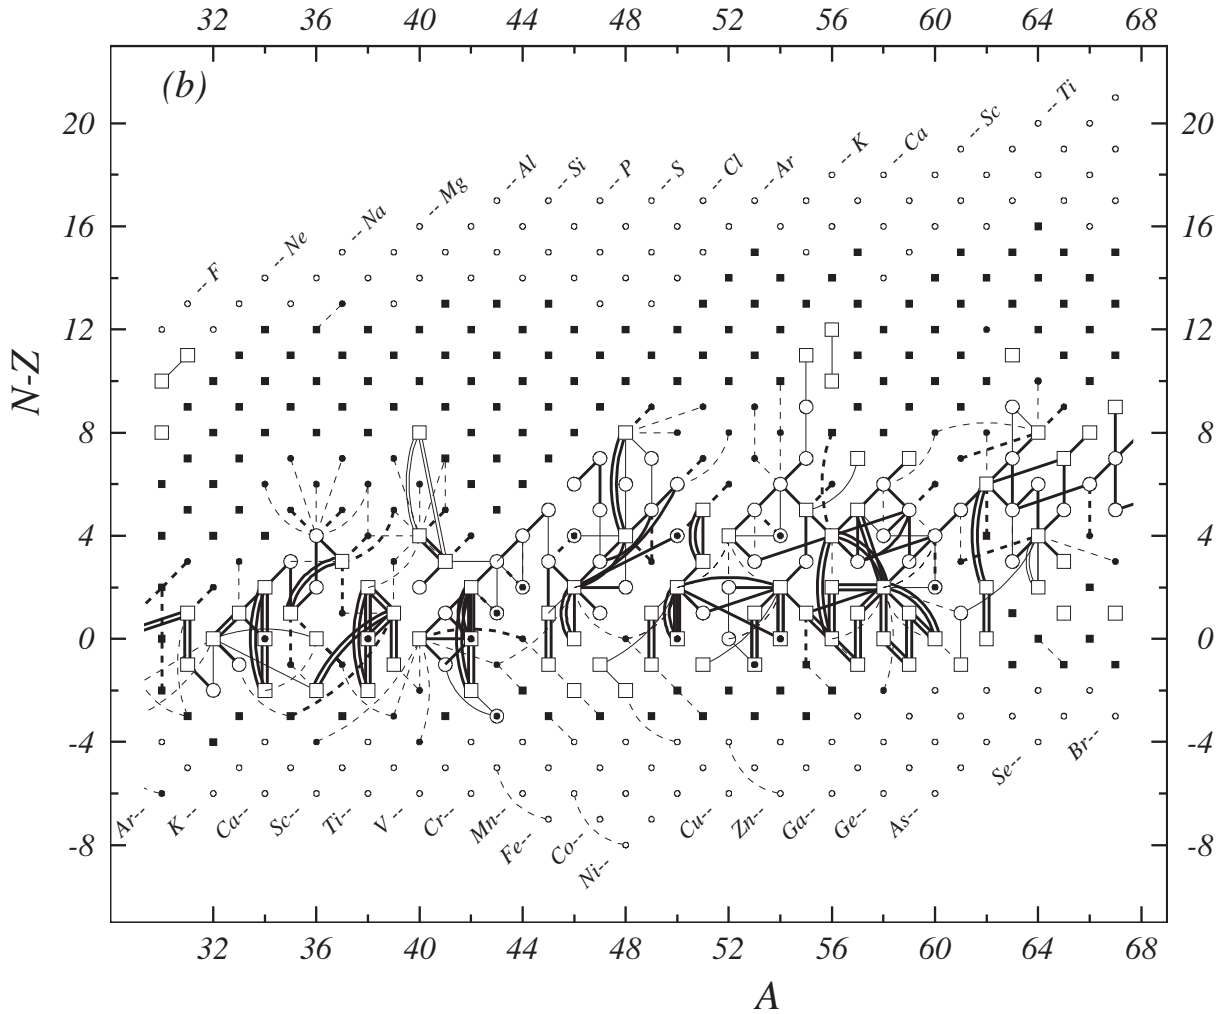 32 36 40 44 48 52 56 60 64 68
(b)
-- Ti
20 20
-- Sc
-- K
-- Ca
-- Al
-- Si
-- P
-- S
-- Cl
-- Ar
-- Mg
-- Na
16 16
-- Ne
-- F
12 12
N-Z
8 8
4 4
0 0
-4 -4
Se--
Br--
Ar--
K --
Ca--
Sc--
Ti--
V --
Cr--
Mn--
Fe--
Co--
Ni--
Cu--
Zn--
Ga--
Ge--
As--
-8 -8
32 36 40 44 48 52 56 60 64 68
A